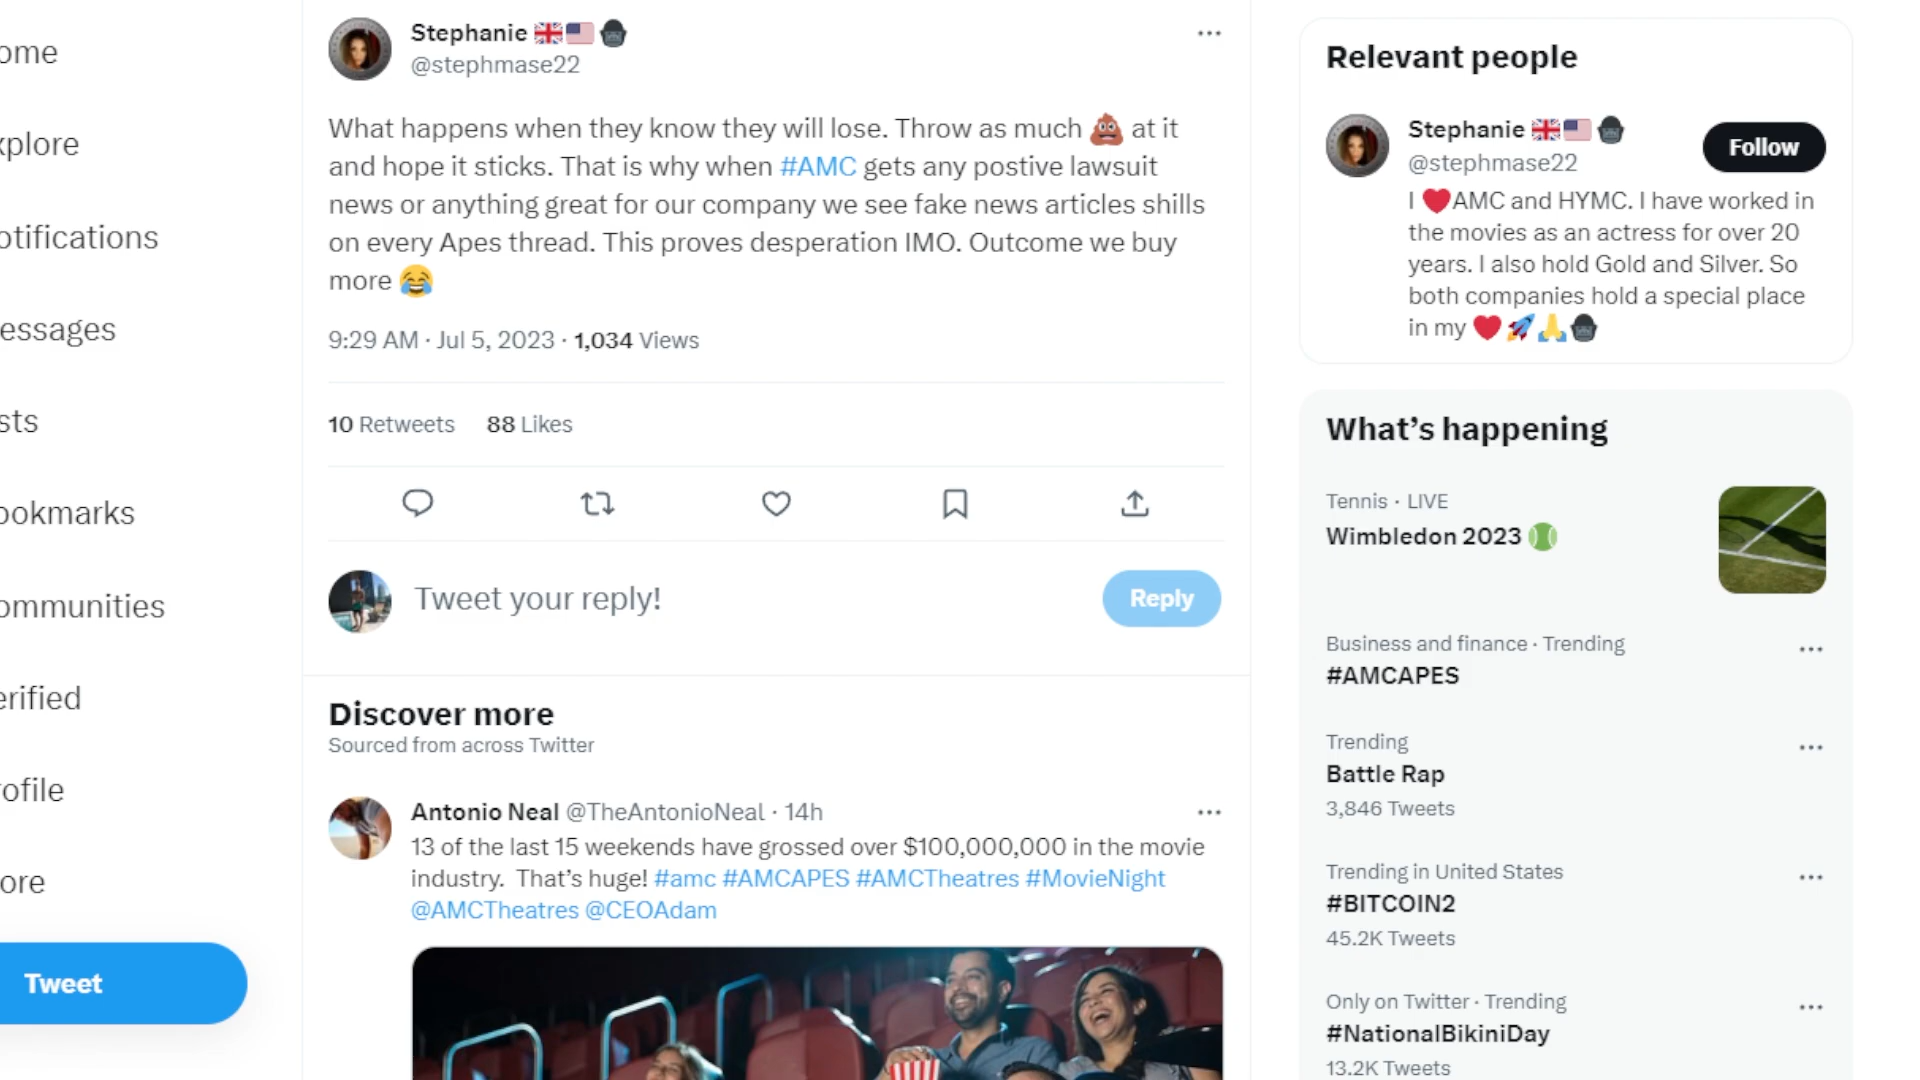 ome
xplore
otifications
essages
sts
ookmarks
ommunities
erified
rofile
ore
Tweet
Stephanie
@stephmase22
What happens when they know they will lose. Throw as much 💩 at it
and hope it sticks. That is why when #AMC gets any postive lawsuit
news or anything great for our company we see fake news articles shills
on every Apes thread. This proves desperation IMO. Outcome we buy
more 😂
9:29 AM · Jul 5, 2023 · 1,034 Views
10 Retweets 88 Likes
Tweet your reply!
Reply
Discover more
Sourced from across Twitter
Antonio Neal @TheAntonioNeal · 14h
13 of the last 15 weekends have grossed over $100,000,000 in the movie
industry. That's huge! #amc #AMCAPES #AMCTheatres #MovieNight
@AMCTheatres @CEOAdam
Relevant people
Stephanie
@stephmase22
Follow
I ❤️AMC and HYMC. I have worked in
the movies as an actress for over 20
years. I also hold Gold and Silver. So
both companies hold a special place
in my ❤️🚀🙏🦍
What's happening
Tennis · LIVE
Wimbledon 2023
Business and finance · Trending
#AMCAPES
Trending
Battle Rap
3,846 Tweets
Trending in United States
#BITCOIN2
45.2K Tweets
Only on Twitter · Trending
#NationalBikiniDay
13.2K Tweets